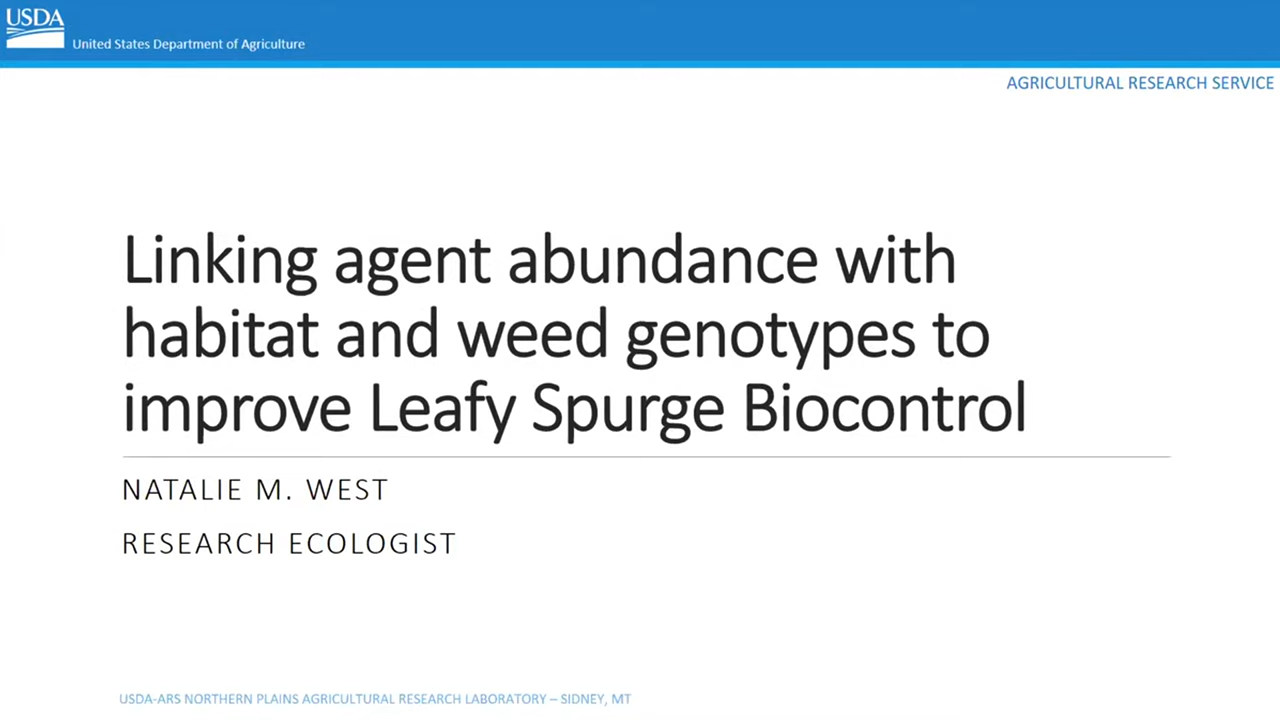 USDA
United States Department of Agriculture
AGRICULTURAL RESEARCH SERVICE
Linking agent abundance with
habitat and weed genotypes to
improve Leafy Spurge Biocontrol
NATALIE M. WEST
RESEARCH ECOLOGIST
USDA-ARS NORTHERN PLAINS AGRICULTURAL RESEARCH LABORATORY – SIDNEY, MT